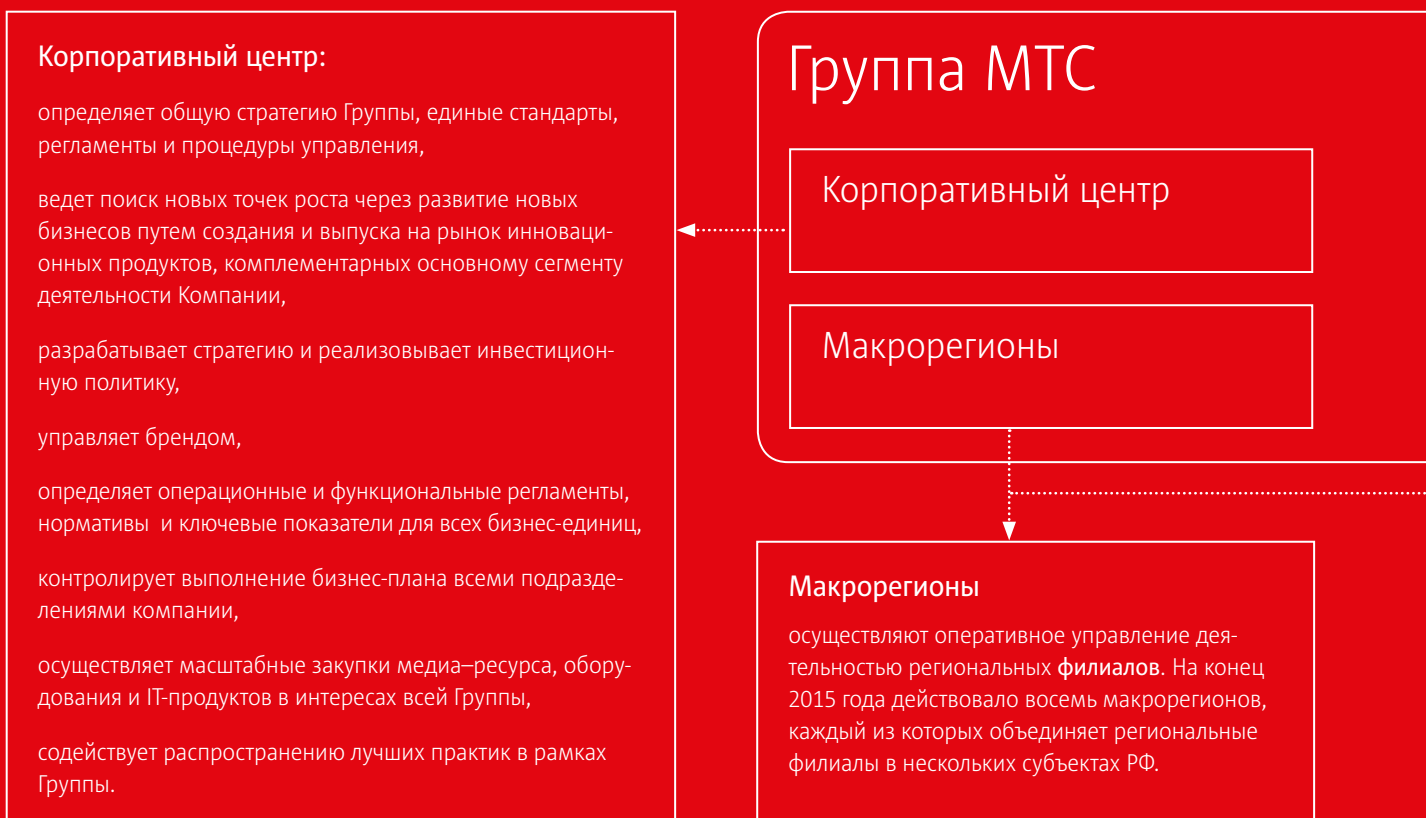 Корпоративный центр:
определяет общую стратегию Группы, единые стандарты,
регламенты и процедуры управления,
ведет поиск новых точек роста через развитие новых
бизнесов путем создания и выпуска на рынок инноваци-
онных продуктов, комплементарных основному сегменту
деятельности Компании,
разрабатывает стратегию и реализовывает инвестицион-
ную политику,
управляет брендом,
определяет операционные и функциональные регламенты,
нормативы и ключевые показатели для всех бизнес-единиц,
контролирует выполнение бизнес-плана всеми подразде-
лениями компании,
осуществляет масштабные закупки медиа–ресурса, обору-
дования и IT-продуктов в интересах всей Группы,
содействует распространению лучших практик в рамках
Группы.
Группа МТС
Корпоративный центр
Макрорегионы
Макрорегионы
осуществляют оперативное управление дея-
тельностью региональных филиалов. На конец
2015 года действовало восемь макрорегионов,
каждый из которых объединяет региональные
филиалы в нескольких субъектах РФ.